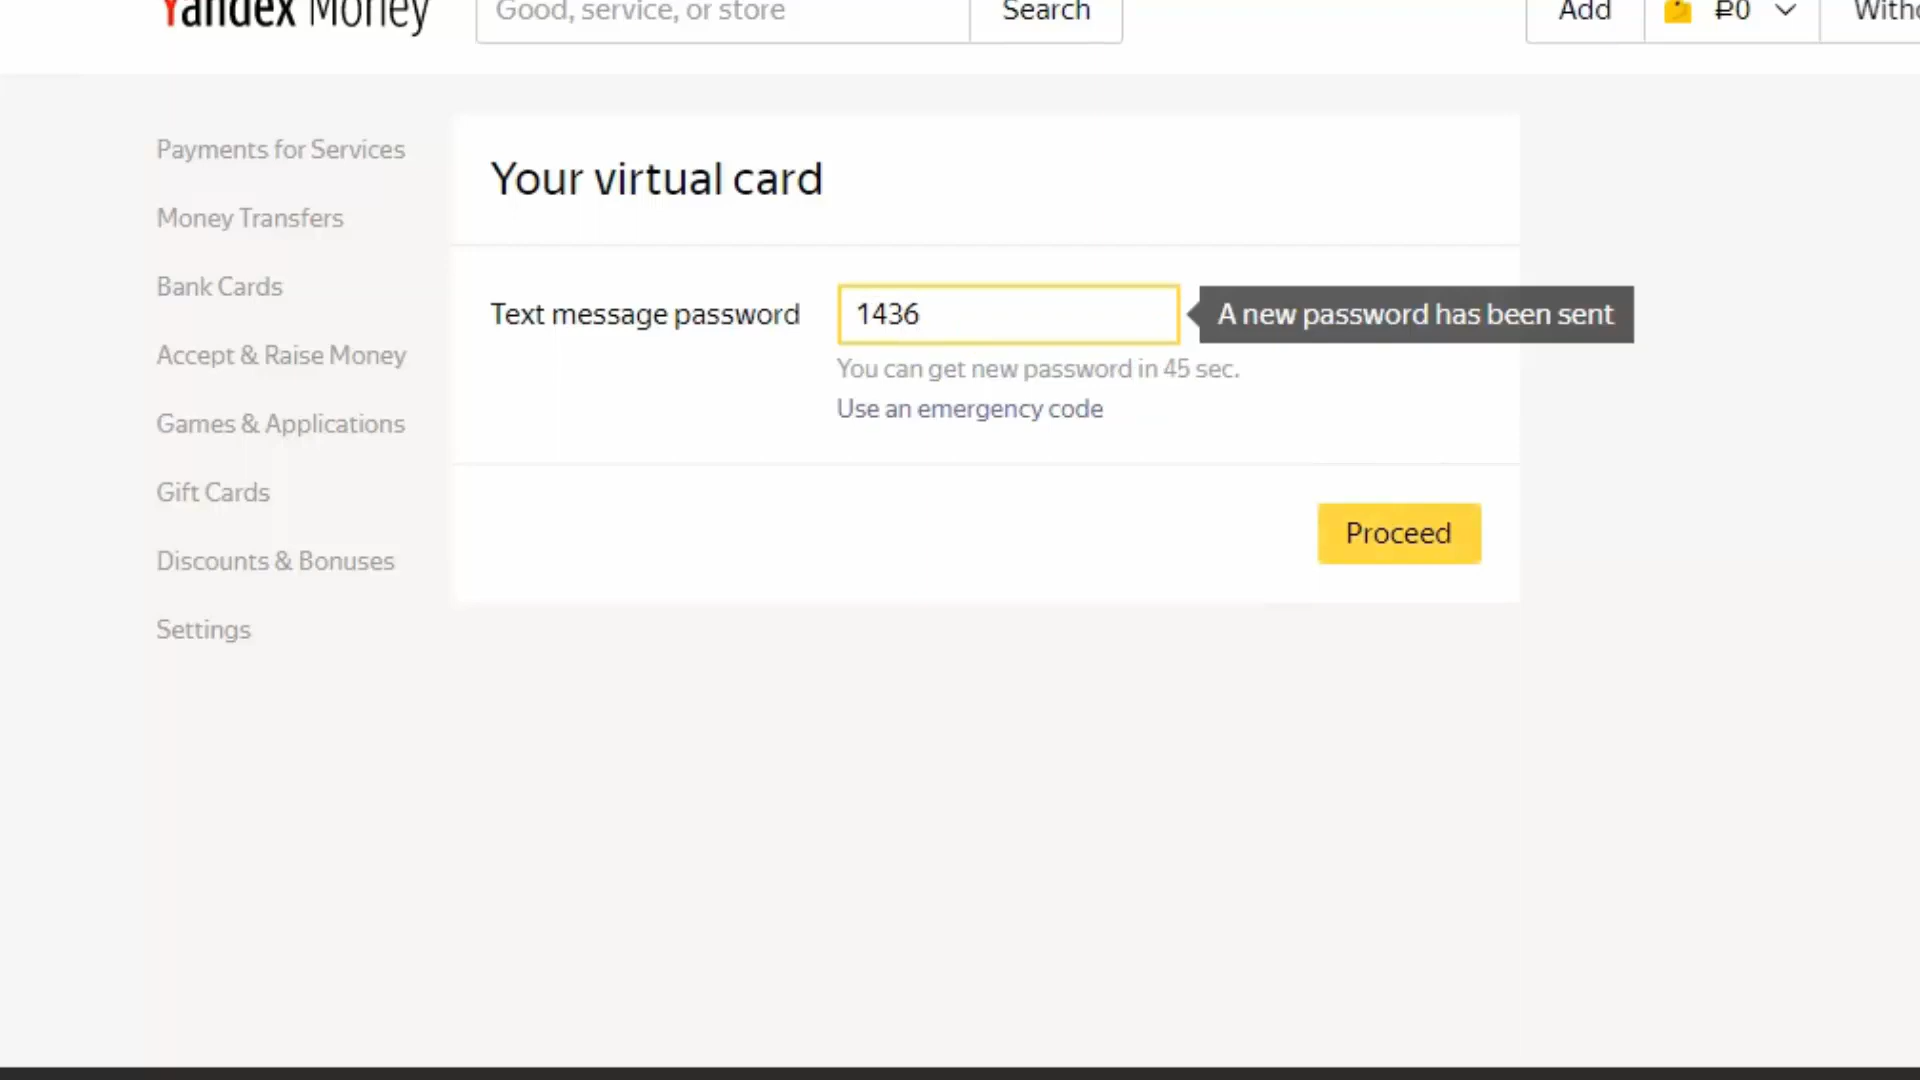 Yandex Money
Good, service, or store
Search
Add
₽0
Payments for Services
Money Transfers
Bank Cards
Accept & Raise Money
Games & Applications
Gift Cards
Discounts & Bonuses
Settings
Your virtual card
Text message password
1436
A new password has been sent
You can get new password in 45 sec.
Use an emergency code
Proceed